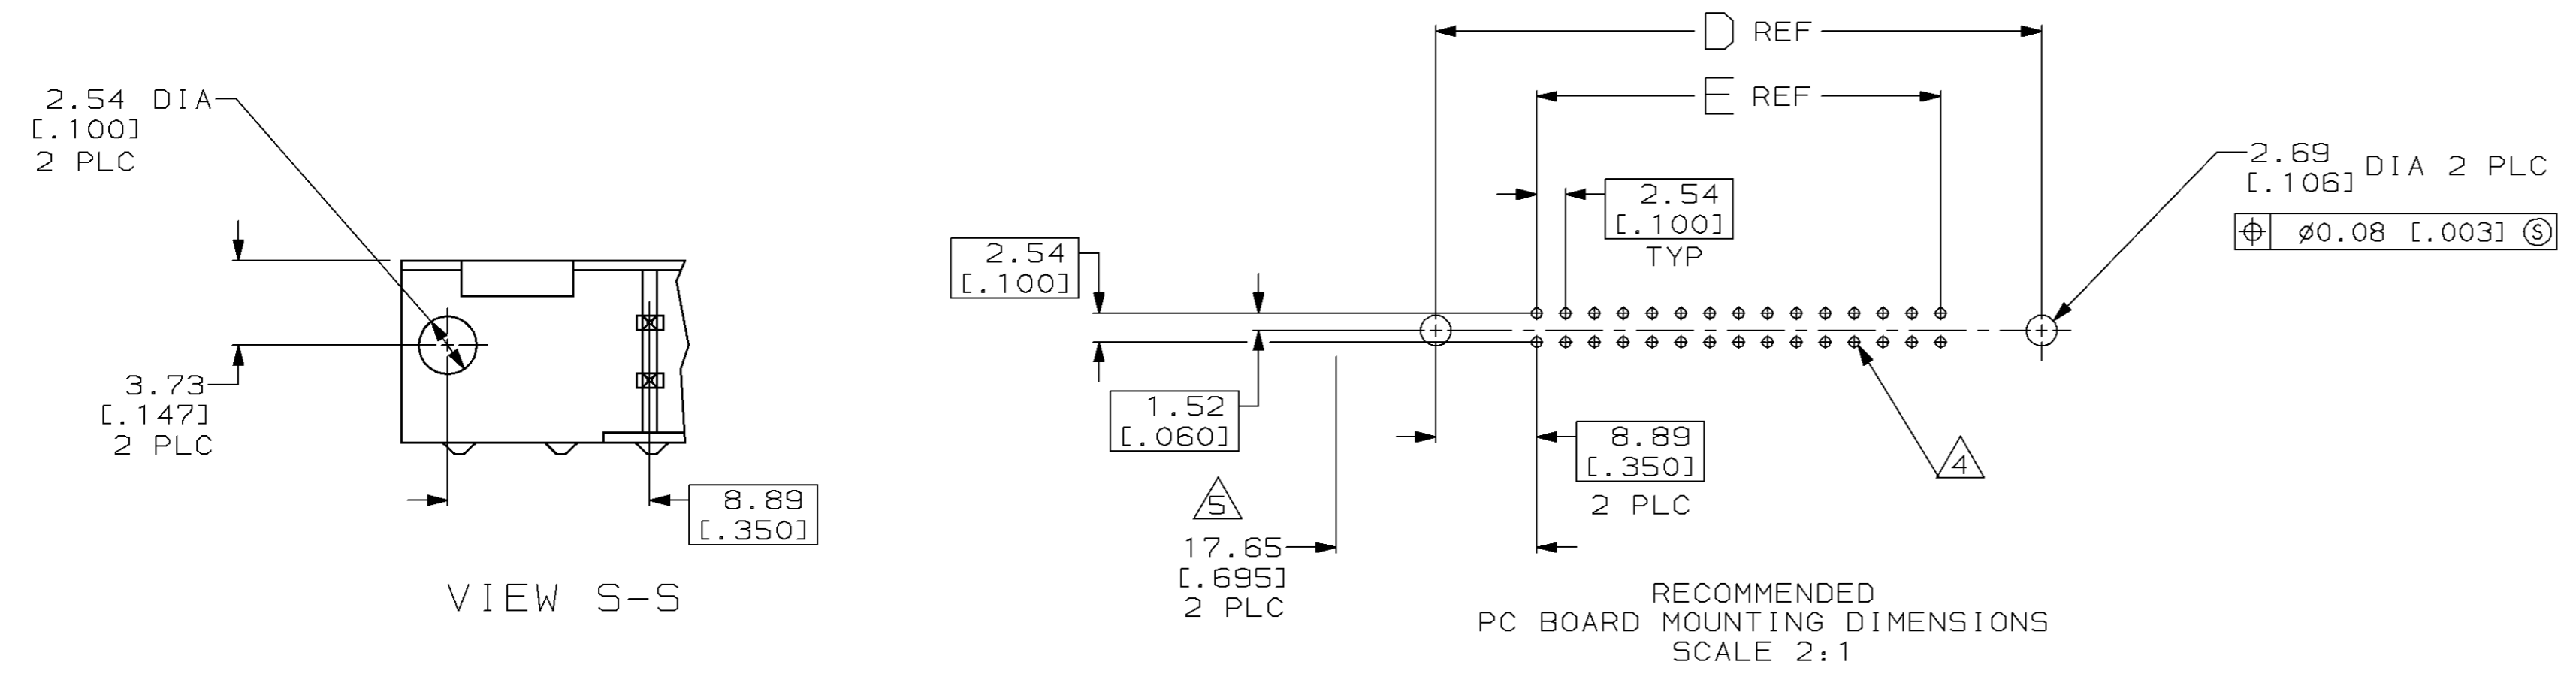 2.54 DIA
[.100]
2 PLC
3.73
[.147]
2 PLC
8.89
[.350]
VIEW S-S
D REF
E REF
2.54
[.100]
TYP
2.54
[.100]
1.52
[.060]
8.89
[.350]
2 PLC
5
17.65
[.695]
2 PLC
4
2.69
[.106] DIA 2 PLC
⌖ ⌀0.08 [.003] Ⓢ
RECOMMENDED
PC BOARD MOUNTING DIMENSIONS
SCALE 2:1